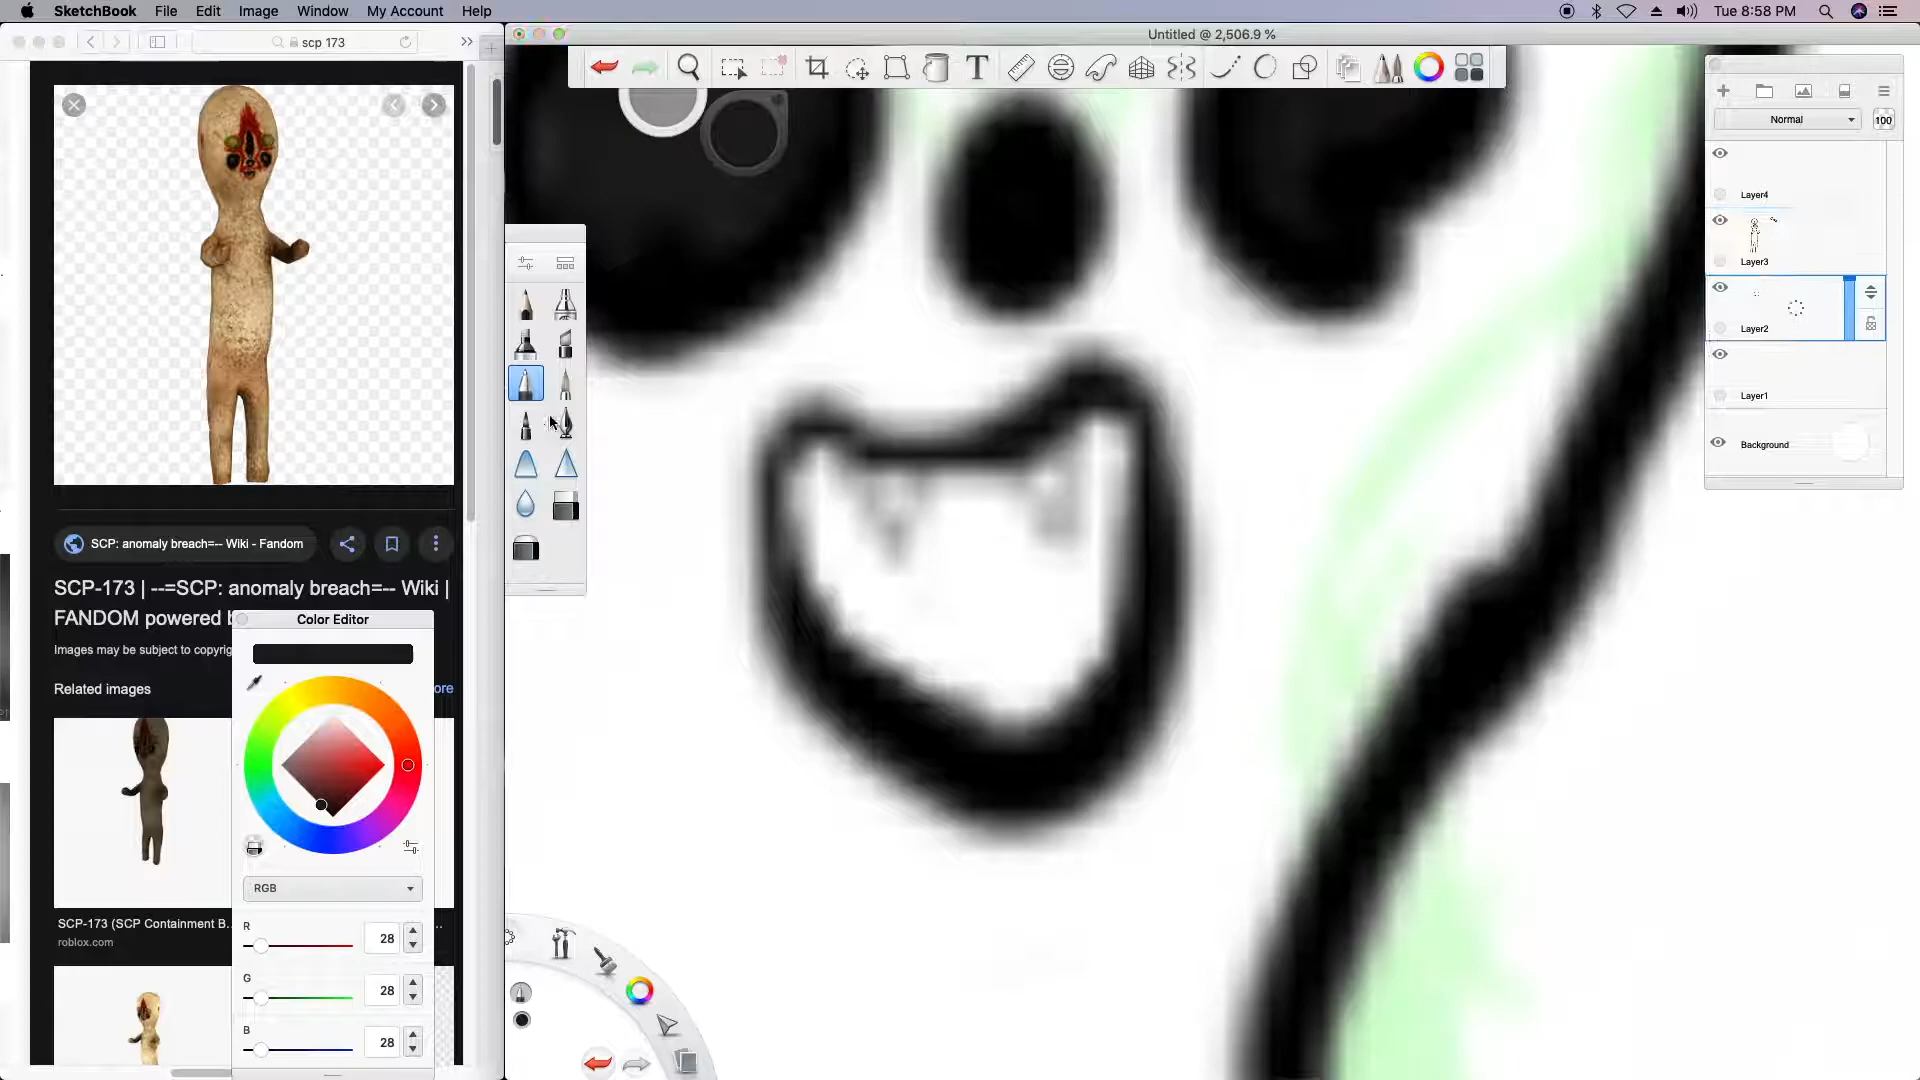 SketchBook File Edit Image Window My Account Help
Tue 8:58 PM
scp 173
Untitled @ 2,506.9 %
T
Normal
100
Layer4
Layer3
Layer2
Layer1
Background
SCP: anomaly breach=-- Wiki - Fandom
SCP-173 | --=SCP: anomaly breach=-- Wiki |
FANDOM powered b
Images may be subject to copyrig
Related images
ore
Color Editor
RGB
R
28
G
28
B
28
SCP-173 (SCP Containment B...
roblox.com